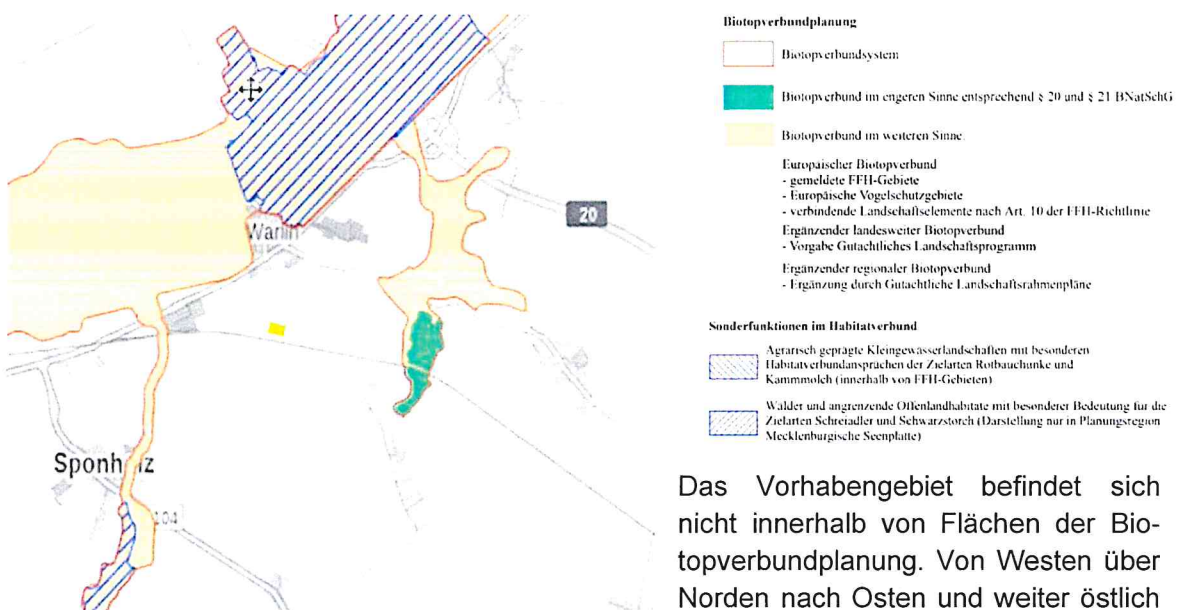 Warlin
20
Sponholz
104
Biotopverbundplanung
Biotopverbundsystem
Biotopverbund im engeren Sinne entsprechend § 20 und § 21 BNatSchG
Biotopverbund im weiteren Sinne
Europäischer Biotopverbund
- gemeldete FFH-Gebiete
- Europäische Vogelschutzgebiete
- verbindende Landschaftselemente nach Art. 10 der FFH-Richtlinie
Ergänzender landesweiter Biotopverbund
- Vorgabe Gutachtliches Landschaftsprogramm
Ergänzender regionaler Biotopverbund
- Ergänzung durch Gutachtliche Landschaftsrahmenpläne
Sonderfunktionen im Habitatverbund
Agrarisch geprägte Kleingewässerlandschaften mit besonderen
Habitatverbundansprüchen der Zielarten Rotbauchunke und
Kammmolch (innerhalb von FFH-Gebieten)
Wälder und angrenzende Offenlandhabitate mit besonderer Bedeutung für die
Zielarten Schreiadler und Schwarzstorch (Darstellung nur in Planungsregion
Mecklenburgische Seenplatte)
Das Vorhabengebiet befindet sich
nicht innerhalb von Flächen der Bio-
topverbundplanung. Von Westen über
Norden nach Osten und weiter östlich